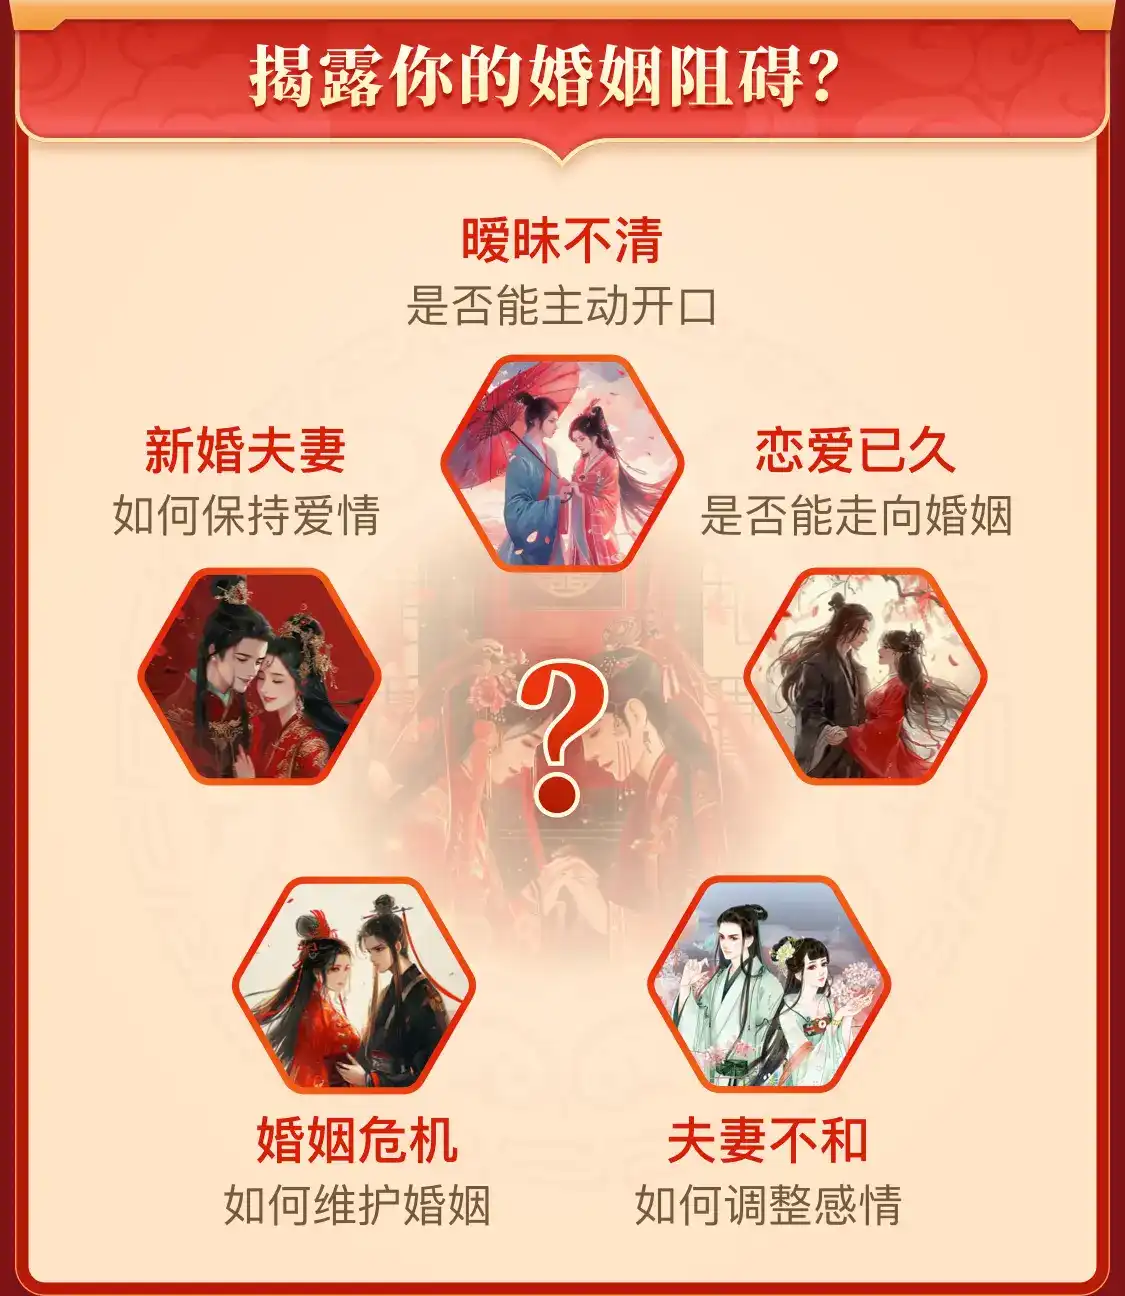 揭露你的婚姻阻碍？
暧昧不清
是否能主动开口
新婚夫妻
如何保持爱情
恋爱已久
是否能走向婚姻
?
婚姻危机
如何维护婚姻
夫妻不和
如何调整感情